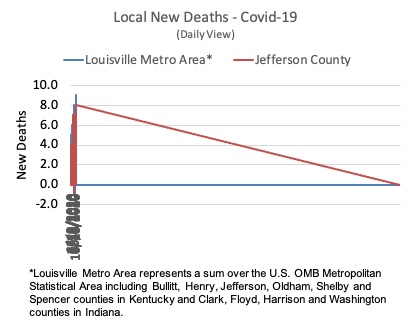 Local New Deaths - Covid-19
(Daily View)
Louisville Metro Area* Jefferson County
10.0
8.0
6.0
4.0
2.0
0.0
-2.0
New Deaths
*Louisville Metro Area represents a sum over the U.S. OMB Metropolitan
Statistical Area including Bullitt, Henry, Jefferson, Oldham, Shelby and
Spencer counties in Kentucky and Clark, Floyd, Harrison and Washington
counties in Indiana.